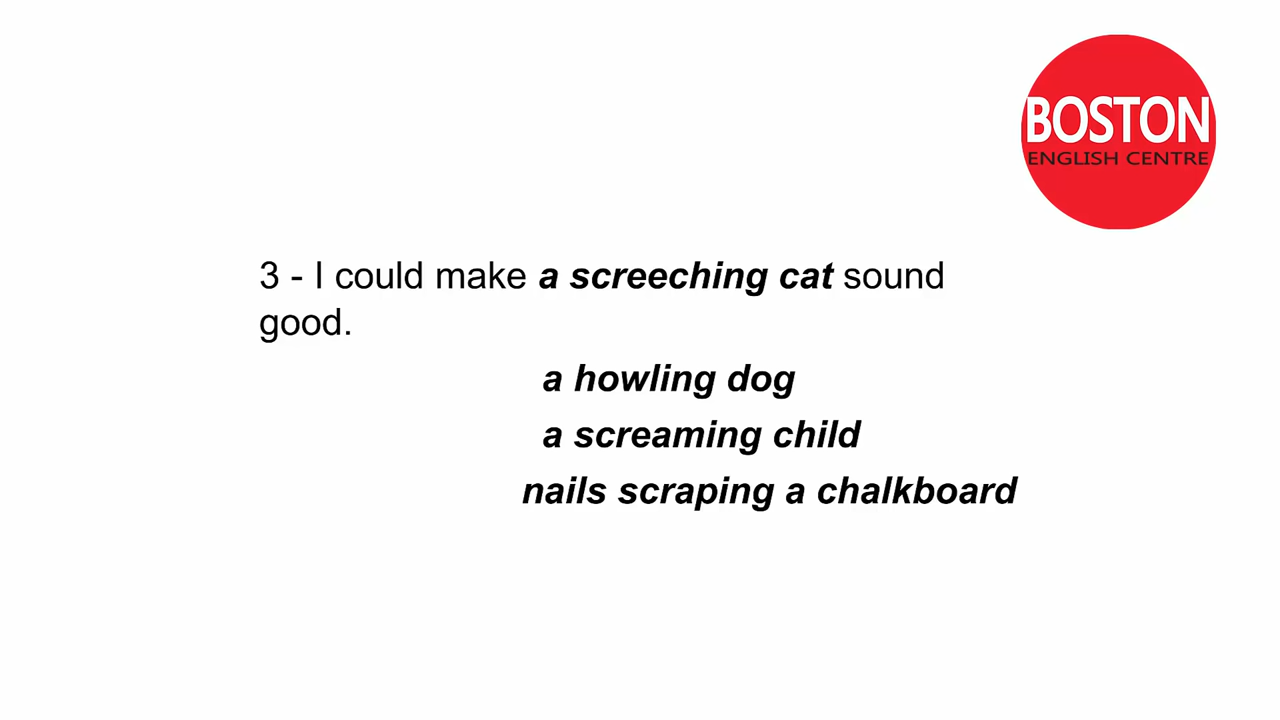 BOSTON
ENGLISH CENTRE
3 - I could make a screeching cat sound
good.
a howling dog
a screaming child
nails scraping a chalkboard